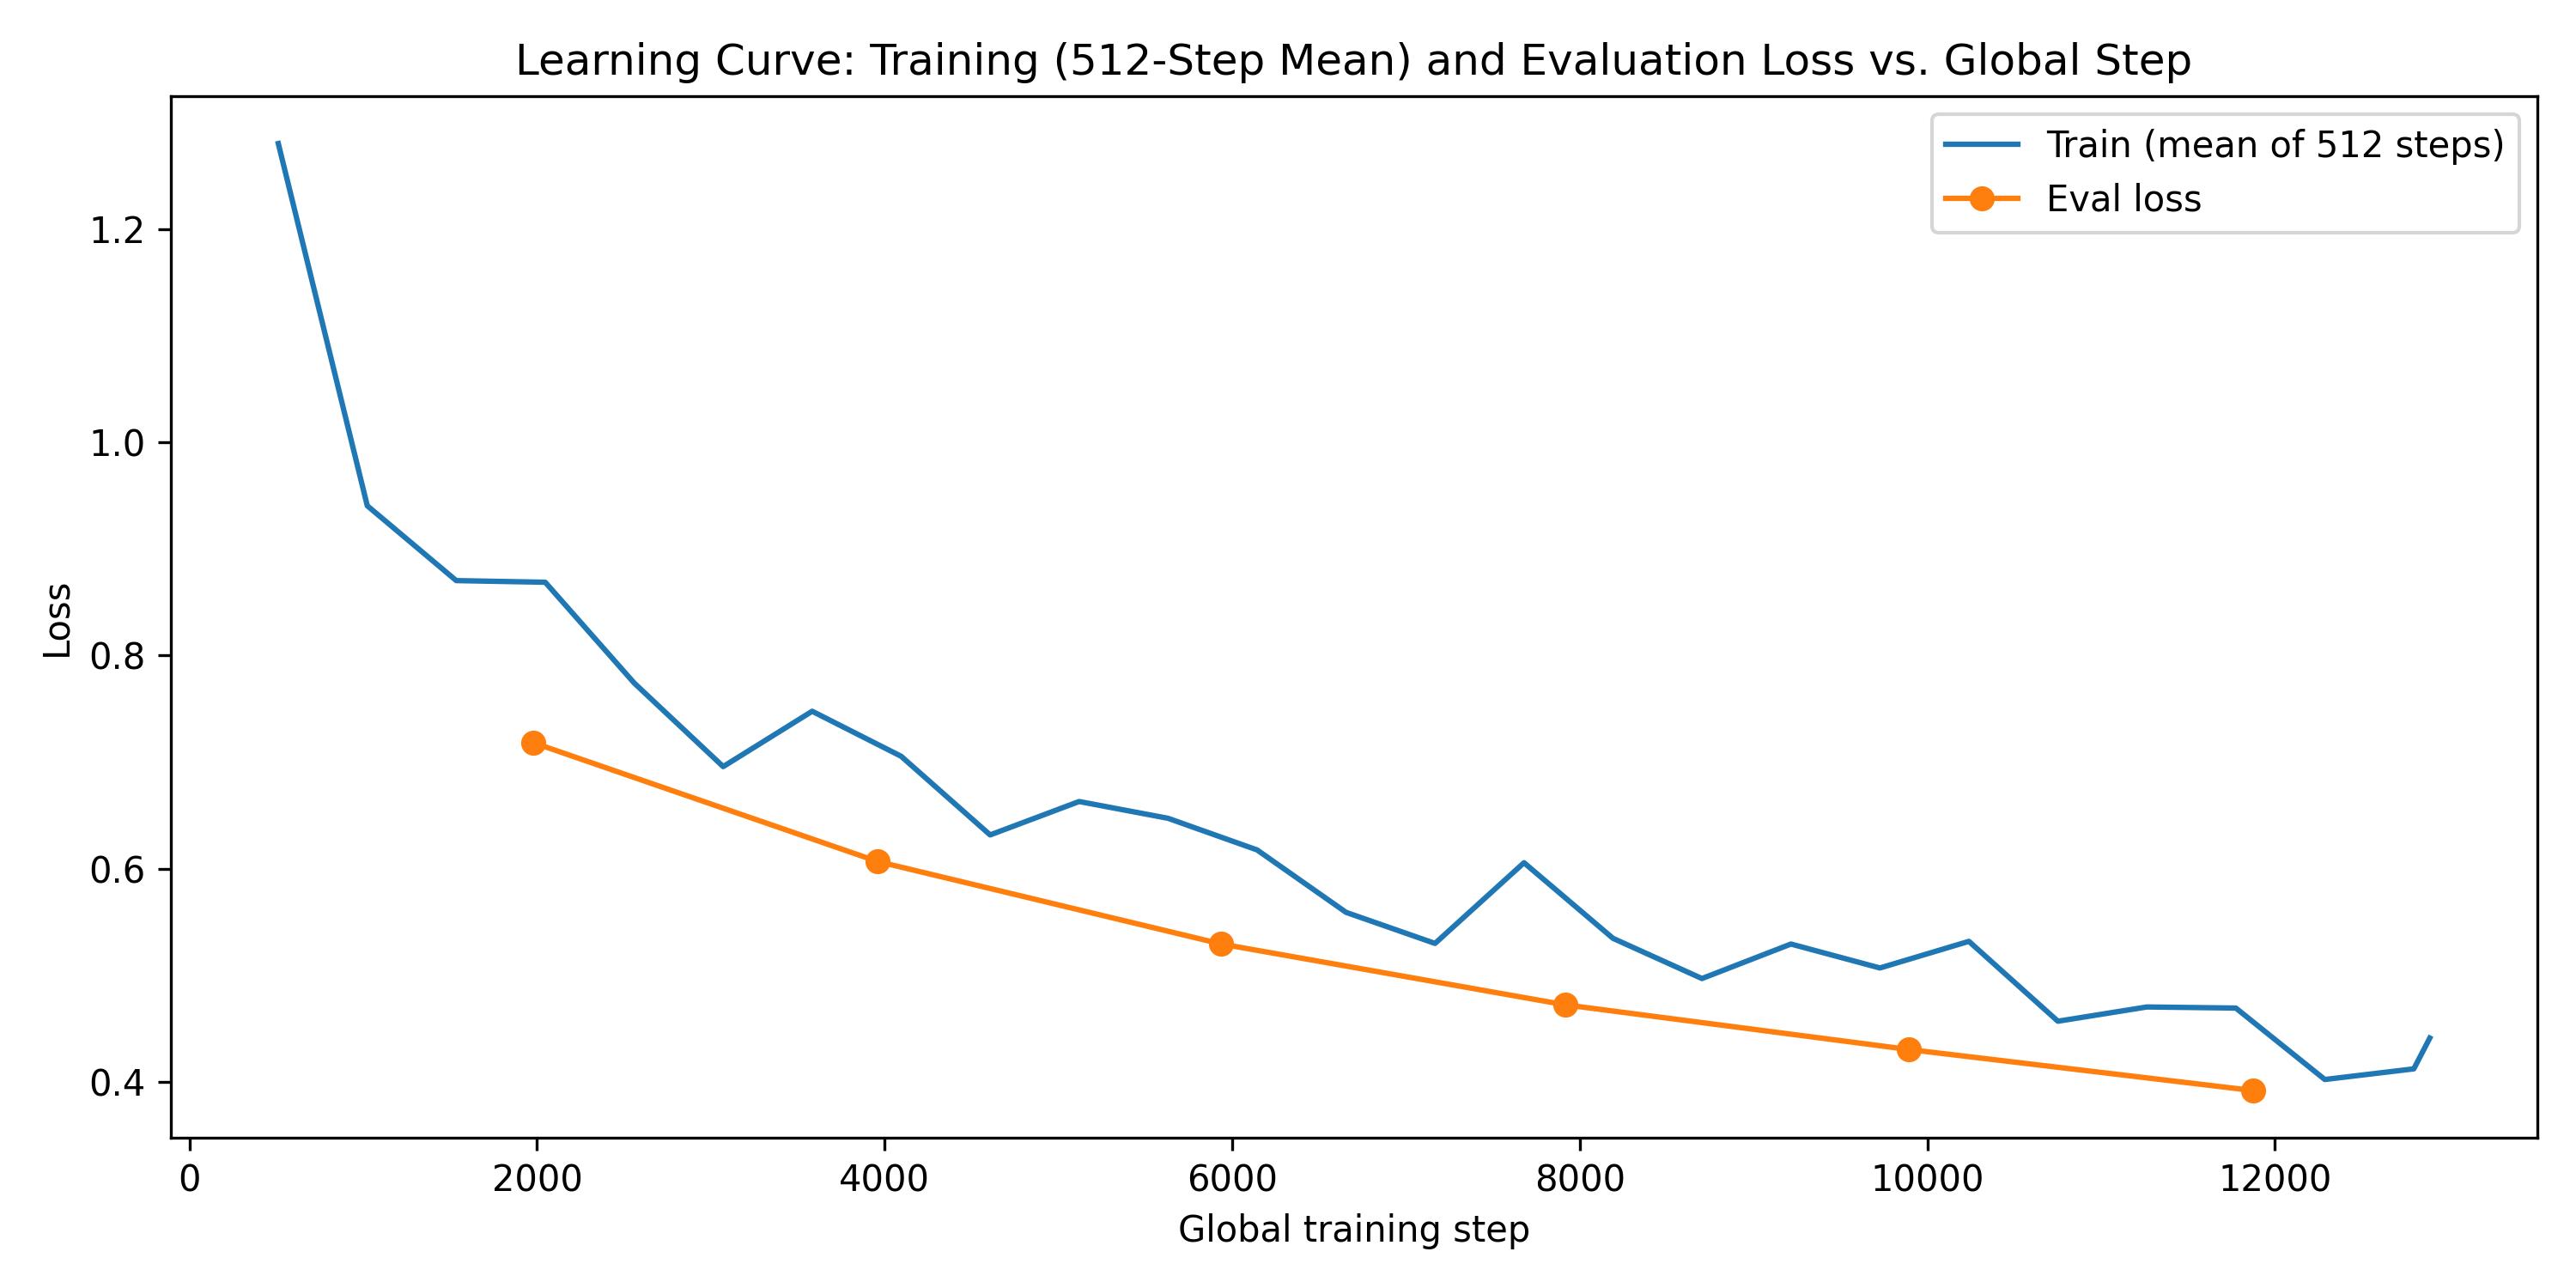 Learning Curve: Training (512-Step Mean) and Evaluation Loss vs. Global Step
Train (mean of 512 steps)
Eval loss
1.2
1.0
0.8
0.6
0.4
Loss
0 2000 4000 6000 8000 10000 12000
Global training step